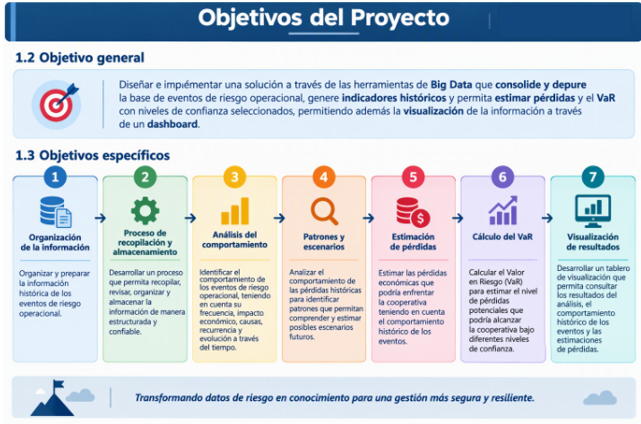 Objetivos del Proyecto
1.2 Objetivo general
Diseñar e implementar una solución a través de las herramientas de Big Data que consolide y depure
la base de eventos de riesgo operacional, genere indicadores históricos y permita estimar pérdidas y el VaR
con niveles de confianza seleccionados, permitiendo además la visualización de la información a través
de un dashboard.
1.3 Objetivos específicos
1
Organización
de la información
Organizar y preparar
la información
histórica de los
eventos de riesgo
operacional.
2
Proceso de
recopilación y
almacenamiento
Desarrollar un proceso
que permita recopilar,
revisar, organizar y
almacenar la
información de manera
estructurada y
confiable.
3
Análisis del
comportamiento
Identificar el
comportamiento de
los eventos de riesgo
operacional, teniendo
en cuenta su
frecuencia, impacto
económico, causas,
recurrencia y
evolución a través
del tiempo.
4
Patrones y
escenarios
Analizar el
comportamiento de
las pérdidas históricas
para identificar
patrones que permitan
comprender y estimar
posibles escenarios
futuros.
5
Estimación
de pérdidas
Estimar las pérdidas
económicas que
podría enfrentar
la cooperativa
teniendo en cuenta
el comportamiento
histórico de los
eventos.
6
Cálculo del VaR
Calcular el Valor
en Riesgo (VaR)
para estimar el nivel
de pérdidas
potenciales que
podría alcanzar
la cooperativa bajo
diferentes niveles
de confianza.
7
Visualización
de resultados
Desarrollar un tablero
de visualización que
permita consultar
los resultados del
análisis, el
comportamiento
histórico de los
eventos y las
estimaciones
de pérdidas.
Transformando datos de riesgo en conocimiento para una gestión más segura y resiliente.